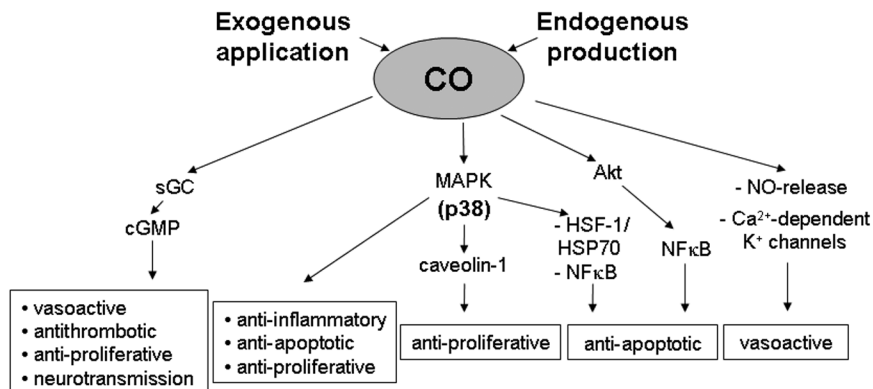 Exogenous
application
Endogenous
production
CO
sGC
cGMP
• vasoactive
• antithrombotic
• anti-proliferative
• neurotransmission
MAPK
(p38)
• anti-inflammatory
• anti-apoptotic
• anti-proliferative
caveolin-1
anti-proliferative
- HSF-1/
HSP70
- NFκB
Akt
NFκB
anti-apoptotic
- NO-release
- Ca²⁺-dependent
K⁺ channels
vasoactive